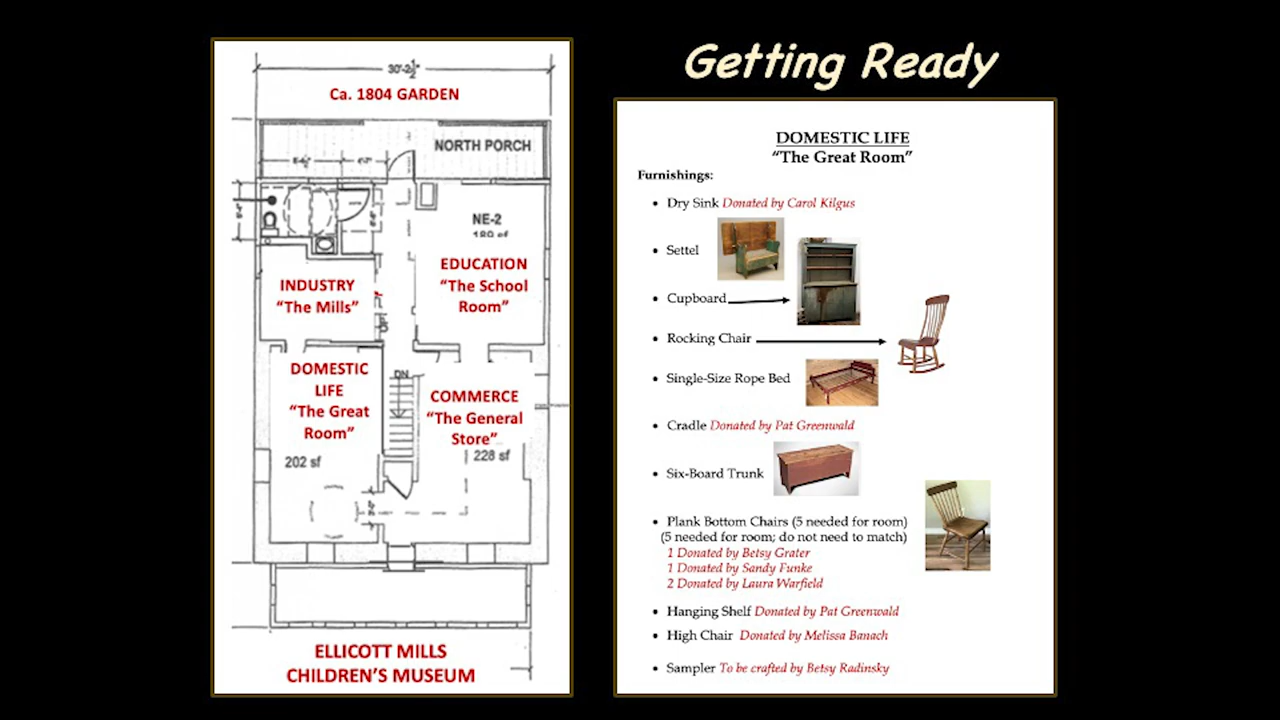 Getting Ready
30'-2½"
Ca. 1804 GARDEN
NORTH PORCH
NE-2
EDUCATION
“The School
Room”
INDUSTRY
“The Mills”
DOMESTIC
LIFE
“The Great
Room”
202 sf
DN
COMMERCE
“The General
Store”
228 sf
ELLICOTT MILLS
CHILDREN’S MUSEUM
DOMESTIC LIFE
“The Great Room”
Furnishings:
• Dry Sink Donated by Carol Kilgus
• Settel
• Cupboard
• Rocking Chair
• Single-Size Rope Bed
• Cradle Donated by Pat Greenwald
• Six-Board Trunk
• Plank Bottom Chairs (5 needed for room)
(5 needed for room; do not need to match)
1 Donated by Betsy Grater
1 Donated by Sandy Funke
2 Donated by Laura Warfield
• Hanging Shelf Donated by Pat Greenwald
• High Chair Donated by Melissa Banach
• Sampler To be crafted by Betsy Radinsky